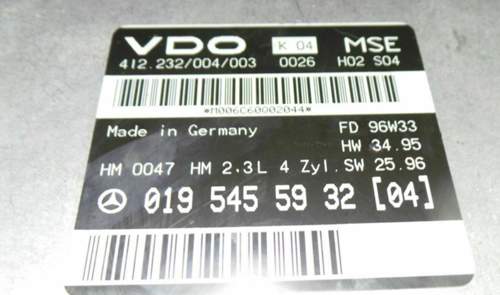 VDO K 04 MSE
412.232/004/003 0026 H02 S04
*M006C60002044*
Made in Germany FD 96W33
HW 34.95
HM 0047 HM 2.3L 4 Zyl. SW 25.96
019 545 59 32 [04]